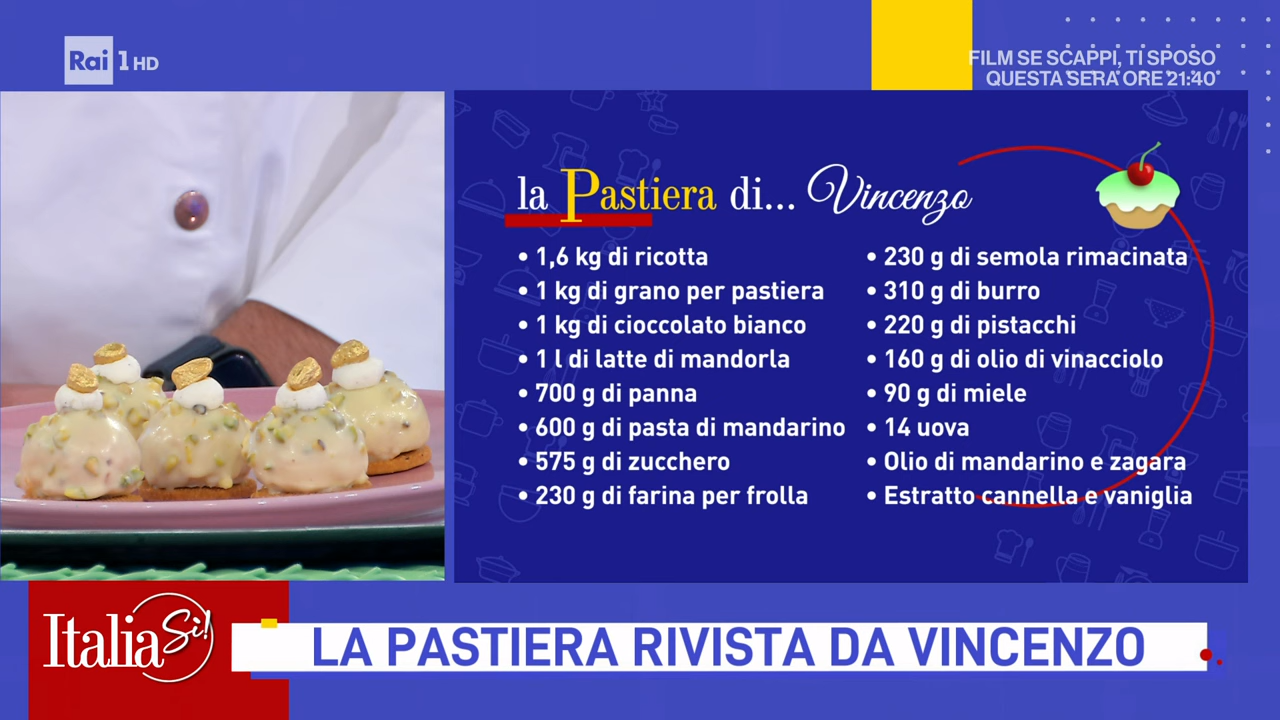 Rai 1 HD
FILM SE SCAPPI, TI SPOSO
QUESTA SERA ORE 21:40
la Pastiera di... Vincenzo
• 1,6 kg di ricotta
• 1 kg di grano per pastiera
• 1 kg di cioccolato bianco
• 1 l di latte di mandorla
• 700 g di panna
• 600 g di pasta di mandarino
• 575 g di zucchero
• 230 g di farina per frolla
• 230 g di semola rimacinata
• 310 g di burro
• 220 g di pistacchi
• 160 g di olio di vinacciolo
• 90 g di miele
• 14 uova
• Olio di mandarino e zagara
• Estratto cannella e vaniglia
Italia Sì!
LA PASTIERA RIVISTA DA VINCENZO